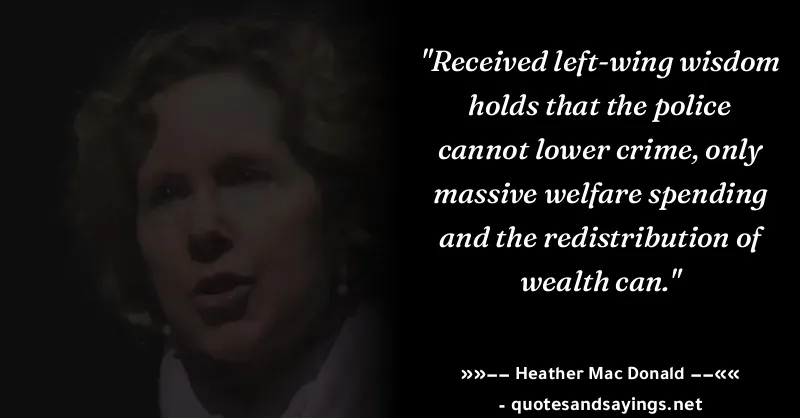 "Received left-wing wisdom
holds that the police
cannot lower crime, only
massive welfare spending
and the redistribution of
wealth can."
»»—— Heather Mac Donald ——««
- quotesandsayings.net